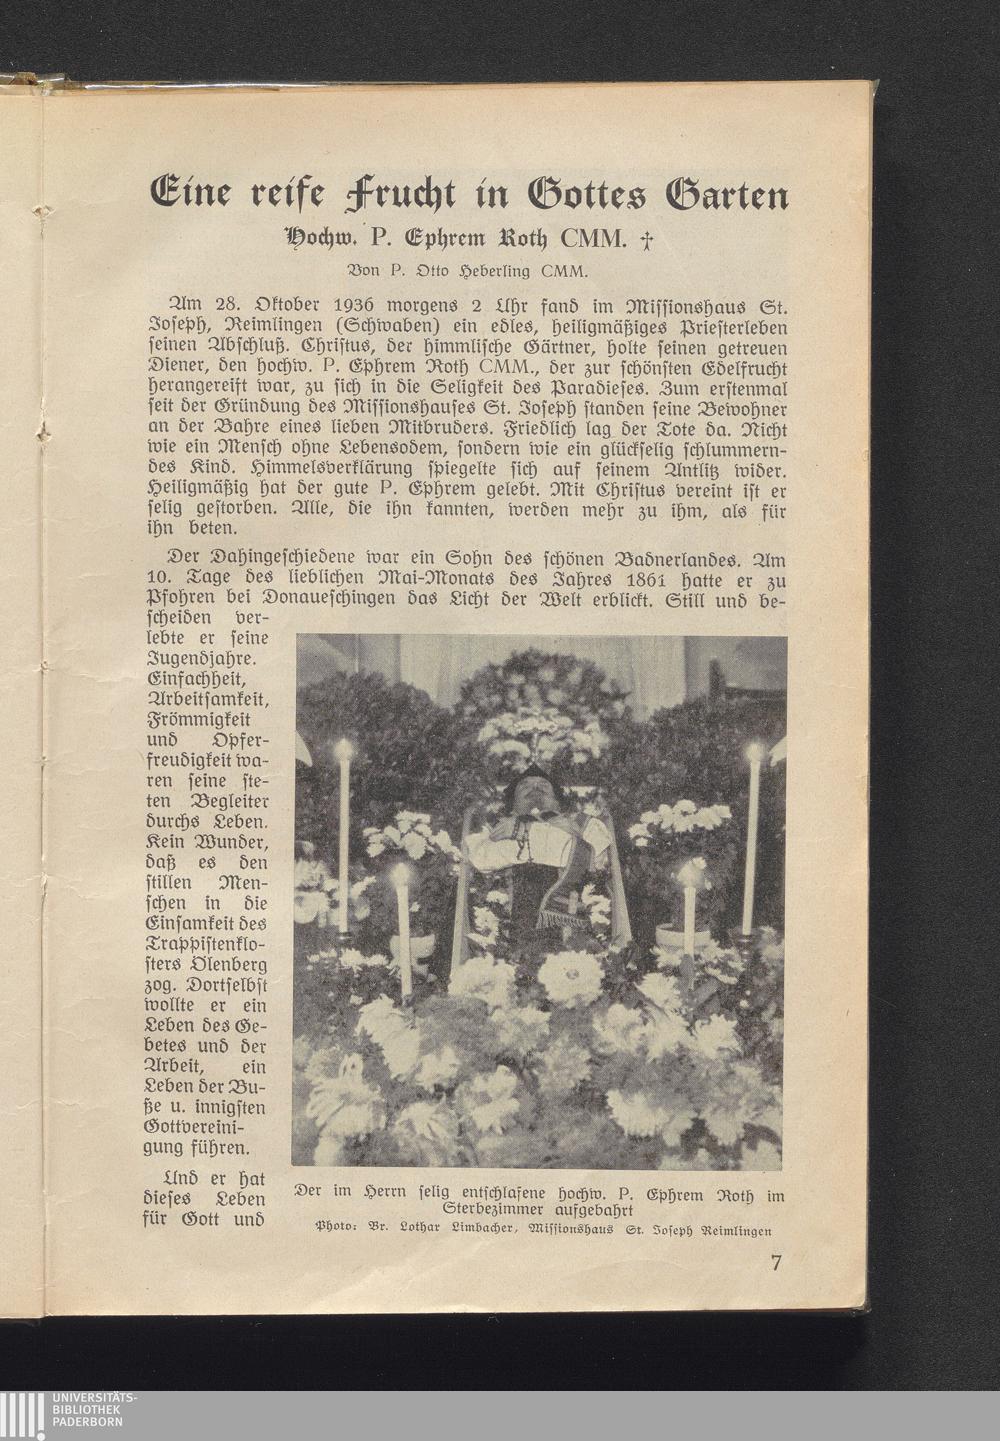 Eine reife Frucht in Gottes Garten
Hochw. P. Ephrem Roth CMM. †
Von P. Otto Heberling CMM.
Am 28. Oktober 1936 morgens 2 Uhr fand im Missionshaus St.
Joseph, Reimlingen (Schwaben) ein edles, heiligmäßiges Priesterleben
seinen Abschluß. Christus, der himmlische Gärtner, holte seinen getreuen
Diener, den hochw. P. Ephrem Roth CMM., der zur schönsten Edelfrucht
herangereift war, zu sich in die Seligkeit des Paradieses. Zum erstenmal
seit der Gründung des Missionshauses St. Joseph standen seine Bewohner
an der Bahre eines lieben Mitbruders. Friedlich lag der Tote da. Nicht
wie ein Mensch ohne Lebensodem, sondern wie ein glückselig schlummern-
des Kind. Himmelsverklärung spiegelte sich auf seinem Antlitz wider.
Heiligmäßig hat der gute P. Ephrem gelebt. Mit Christus vereint ist er
selig gestorben. Alle, die ihn kannten, werden mehr zu ihm, als für
ihn beten.
Der Dahingeschiedene war ein Sohn des schönen Badnerlandes. Am
10. Tage des lieblichen Mai-Monats des Jahres 1861 hatte er zu
Pfohren bei Donaueschingen das Licht der Welt erblickt. Still und be-
scheiden ver-
lebte er seine
Jugendjahre.
Einfachheit,
Arbeitsamkeit,
Frömmigkeit
und Opfer-
freudigkeit wa-
ren seine ste-
ten Begleiter
durchs Leben.
Kein Wunder,
daß es den
stillen Men-
schen in die
Einsamkeit des
Trappistenklo-
sters Ölenberg
zog. Dortselbst
wollte er ein
Leben des Ge-
betes und der
Arbeit, ein
Leben der Bu-
ße u. innigsten
Gottvereini-
gung führen.
Und er hat
dieses Leben
für Gott und
Der im Herrn selig entschlafene hochw. P. Ephrem Roth im
Sterbezimmer aufgebahrt
Photo: Br. Lothar Limbacher, Missionshaus St. Joseph Reimlingen
7
UNIVERSITÄTS-
BIBLIOTHEK
PADERBORN